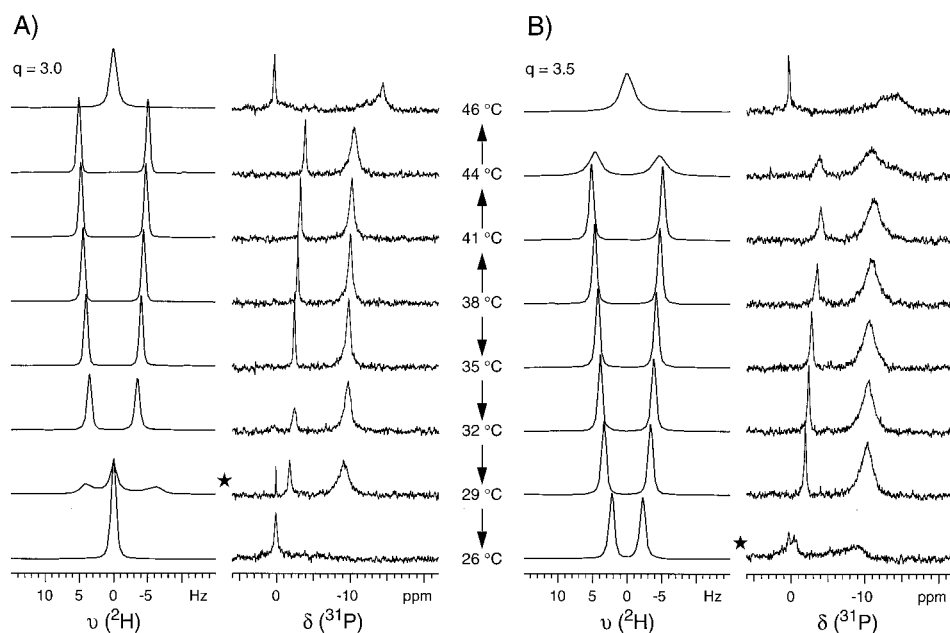 A)
B)
q = 3.0
q = 3.5
46 °C
44 °C
41 °C
38 °C
35 °C
32 °C
29 °C
26 °C
10 5 0 -5 Hz
0 -10 ppm
10 5 0 -5 Hz
0 -10 ppm
υ (²H)
δ (³¹P)
υ (²H)
δ (³¹P)